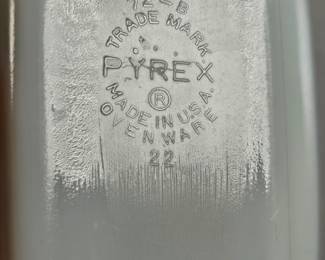 TRADE MARK
PYREX
®
MADE IN U.S.A.
OVENWARE
22